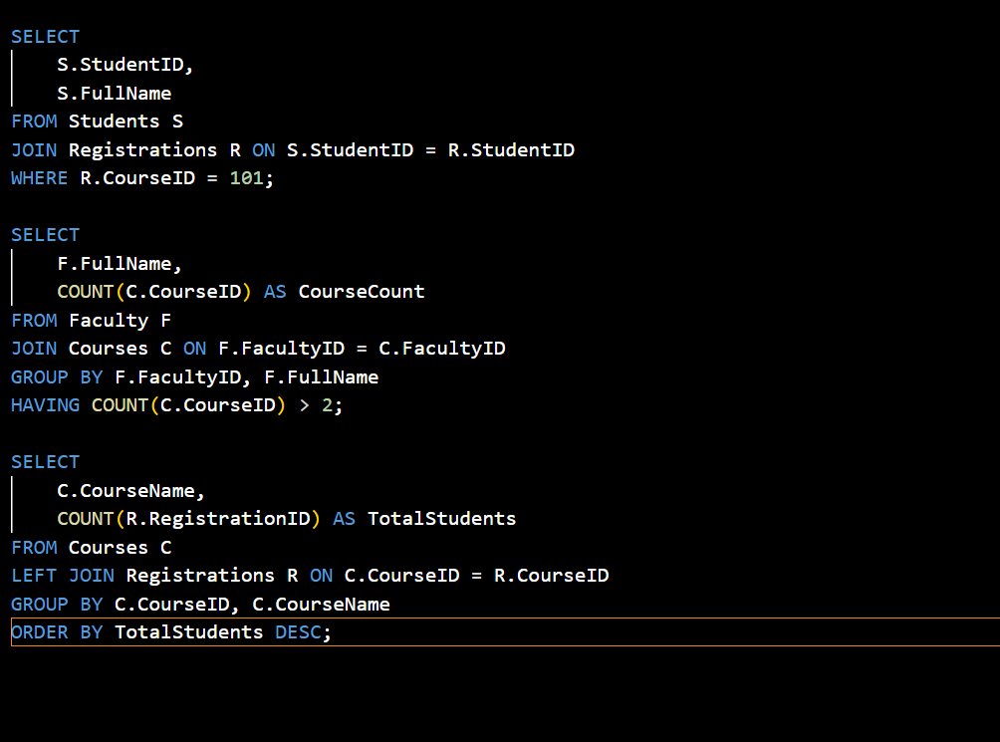 SELECT
    S.StudentID,
    S.FullName
FROM Students S
JOIN Registrations R ON S.StudentID = R.StudentID
WHERE R.CourseID = 101;

SELECT
    F.FullName,
    COUNT(C.CourseID) AS CourseCount
FROM Faculty F
JOIN Courses C ON F.FacultyID = C.FacultyID
GROUP BY F.FacultyID, F.FullName
HAVING COUNT(C.CourseID) > 2;

SELECT
    C.CourseName,
    COUNT(R.RegistrationID) AS TotalStudents
FROM Courses C
LEFT JOIN Registrations R ON C.CourseID = R.CourseID
GROUP BY C.CourseID, C.CourseName
ORDER BY TotalStudents DESC;